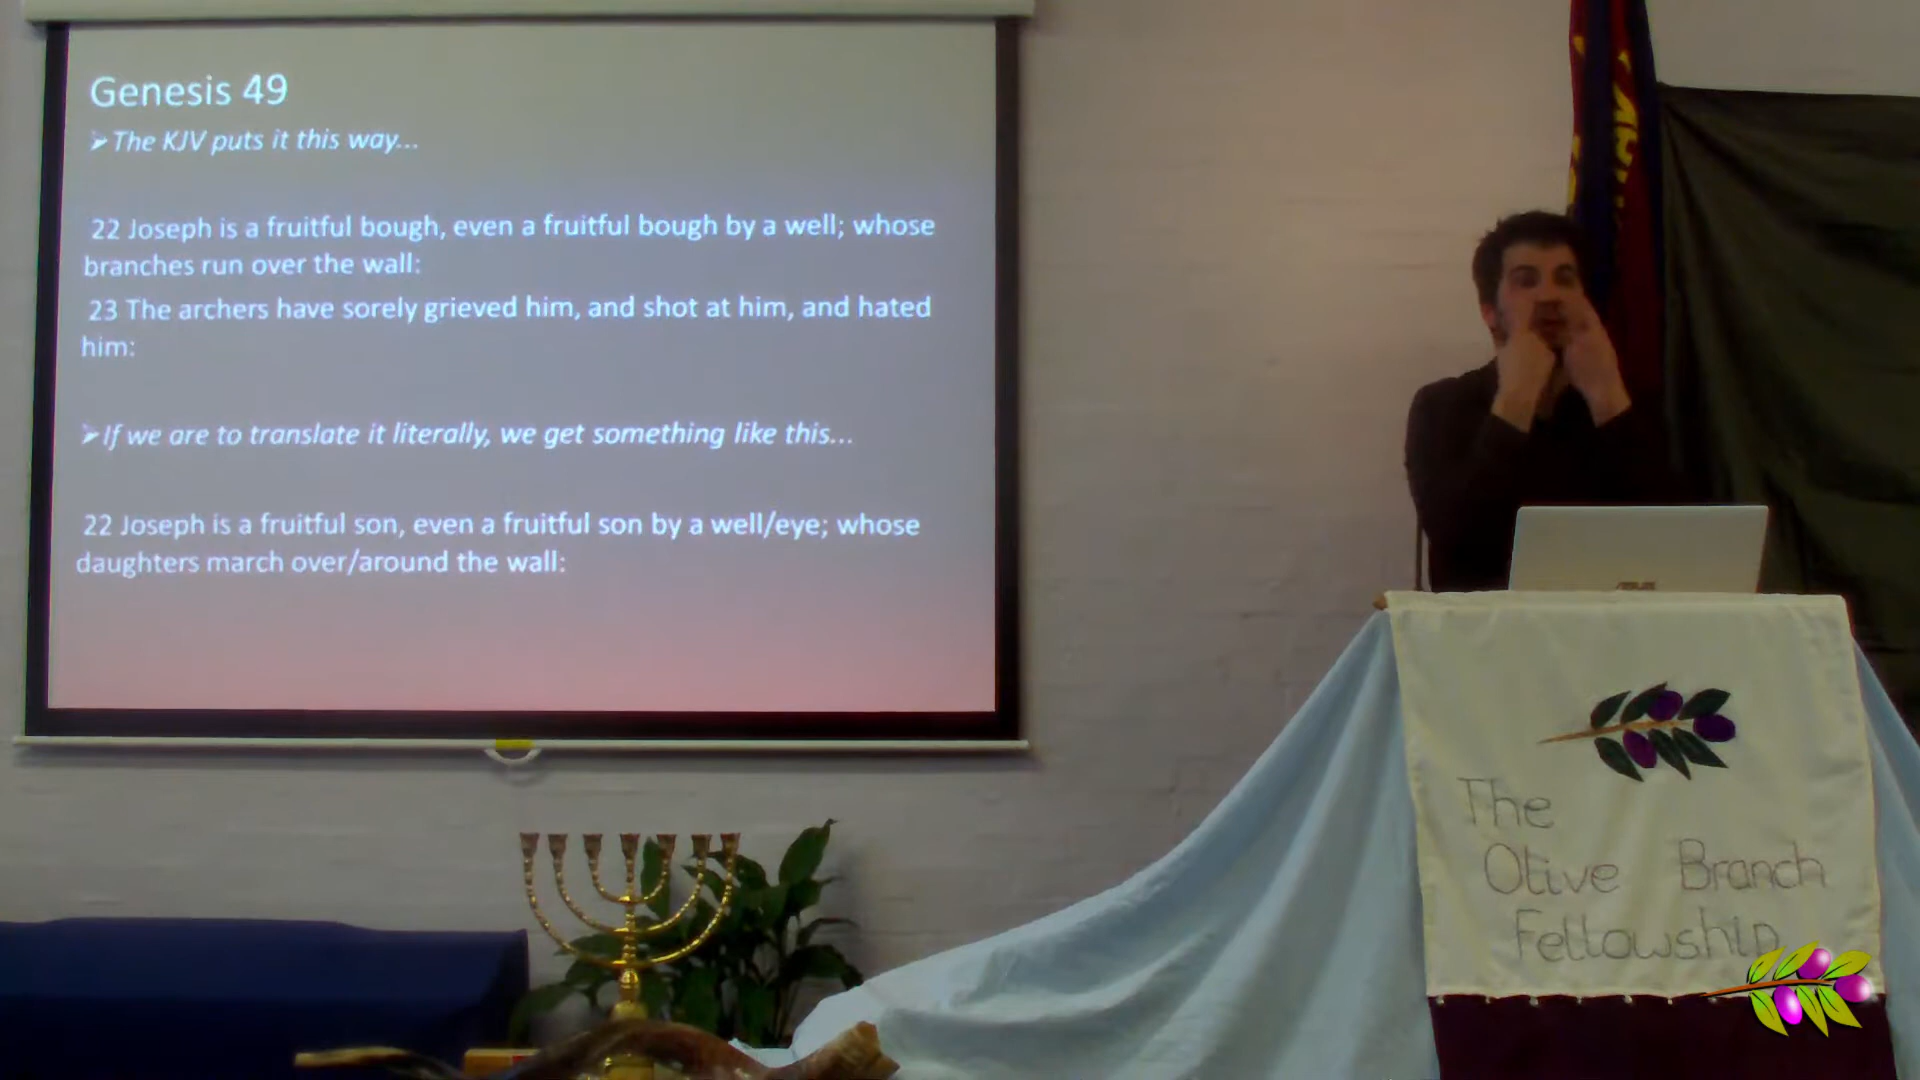 Genesis 49
➢The KJV puts it this way...
22 Joseph is a fruitful bough, even a fruitful bough by a well; whose
branches run over the wall:
23 The archers have sorely grieved him, and shot at him, and hated
him:
➢If we are to translate it literally, we get something like this...
22 Joseph is a fruitful son, even a fruitful son by a well/eye; whose
daughters march over/around the wall:
ASUS
The
Olive Branch
Fellowship